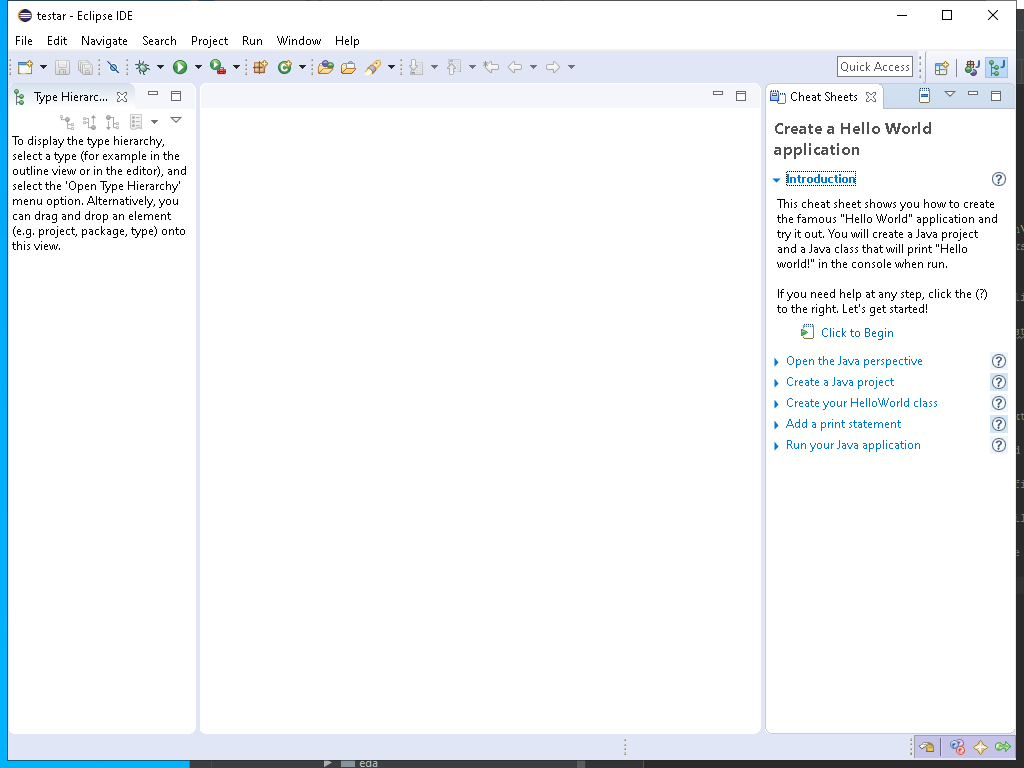 testar - Eclipse IDE
File Edit Navigate Search Project Run Window Help
Quick Access
Type Hierarc...
To display the type hierarchy,
select a type (for example in the
outline view or in the editor), and
select the 'Open Type Hierarchy'
menu option. Alternatively, you
can drag and drop an element
(e.g. project, package, type) onto
this view.
Cheat Sheets
Create a Hello World
application
Introduction
This cheat sheet shows you how to create
the famous "Hello World" application and
try it out. You will create a Java project
and a Java class that will print "Hello
world!" in the console when run.
If you need help at any step, click the (?)
to the right. Let's get started!
Click to Begin
Open the Java perspective
Create a Java project
Create your HelloWorld class
Add a print statement
Run your Java application
eda